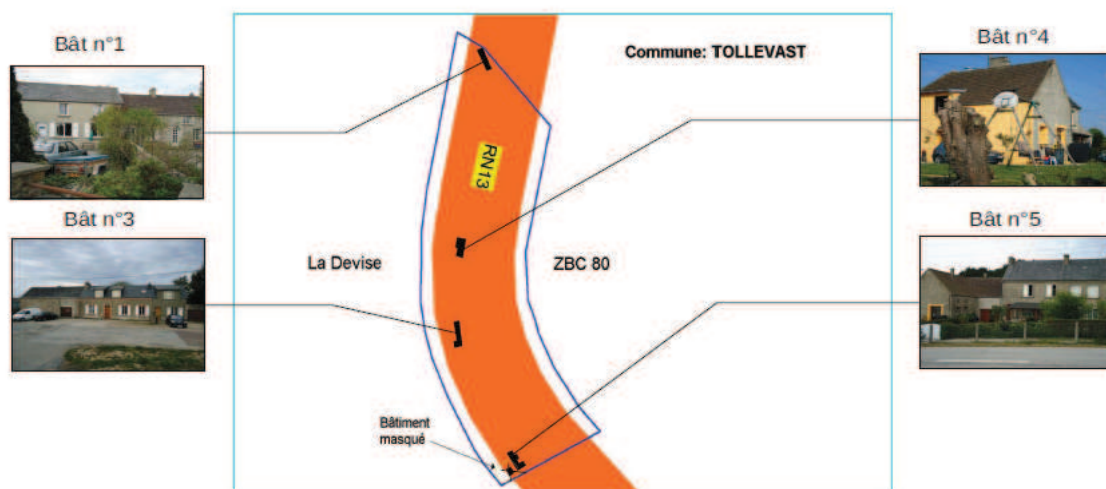 Bât n°1
Commune: TOLLEVAST
Bât n°4
RN13
Bât n°3
Bât n°5
La Devise
ZBC 80
Bâtiment
masqué